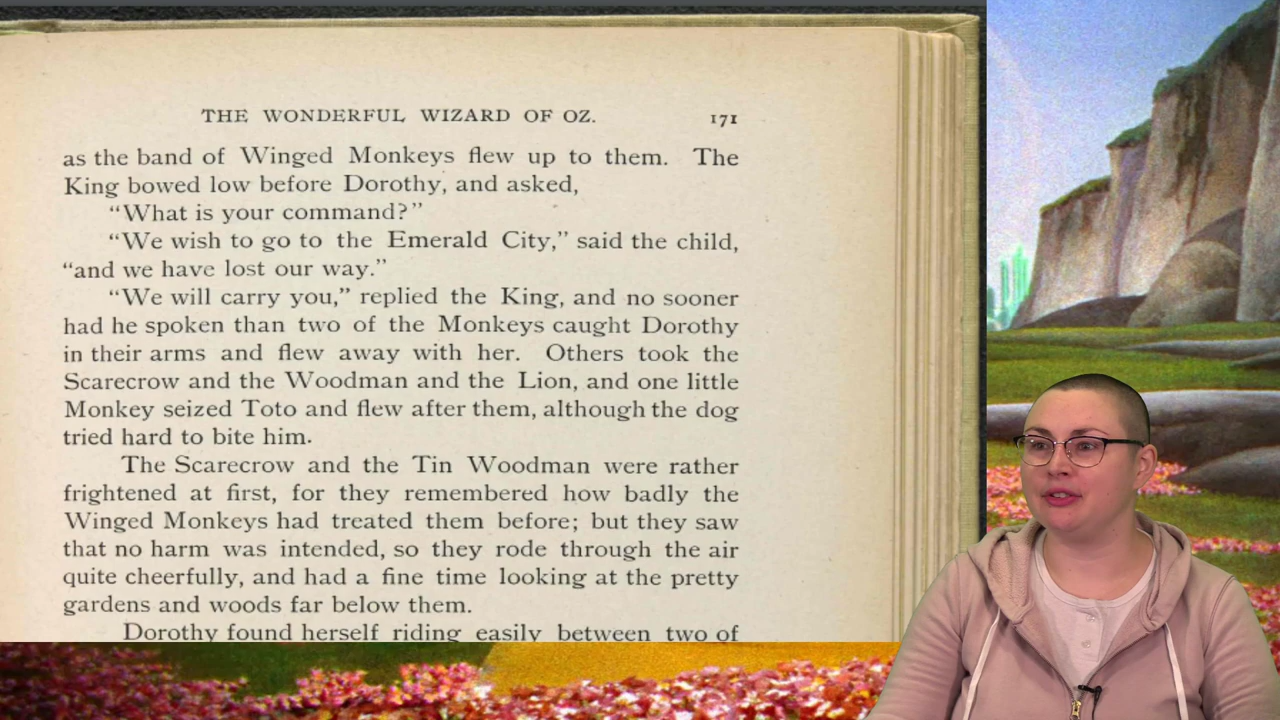 THE WONDERFUL WIZARD OF OZ. 171
as the band of Winged Monkeys flew up to them. The
King bowed low before Dorothy, and asked,
“What is your command?”
“We wish to go to the Emerald City,” said the child,
“and we have lost our way.”
“We will carry you,” replied the King, and no sooner
had he spoken than two of the Monkeys caught Dorothy
in their arms and flew away with her. Others took the
Scarecrow and the Woodman and the Lion, and one little
Monkey seized Toto and flew after them, although the dog
tried hard to bite him.
The Scarecrow and the Tin Woodman were rather
frightened at first, for they remembered how badly the
Winged Monkeys had treated them before; but they saw
that no harm was intended, so they rode through the air
quite cheerfully, and had a fine time looking at the pretty
gardens and woods far below them.
Dorothy found herself riding easily between two of